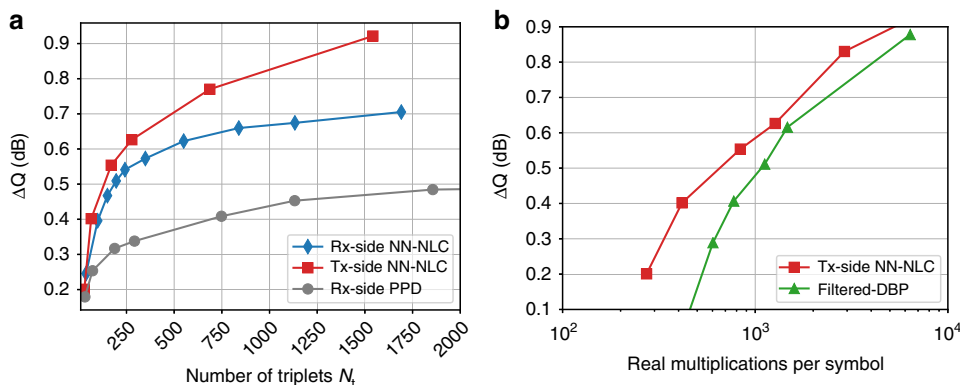 a
ΔQ (dB)
0.9
0.8
0.7
0.6
0.5
0.4
0.3
0.2
Rx-side NN-NLC
Tx-side NN-NLC
Rx-side PPD
250
500
750
1000
1250
1500
1750
2000
Number of triplets Nt
b
ΔQ (dB)
0.9
0.8
0.7
0.6
0.5
0.4
0.3
0.2
0.1
Tx-side NN-NLC
Filtered-DBP
10²
10³
10⁴
Real multiplications per symbol